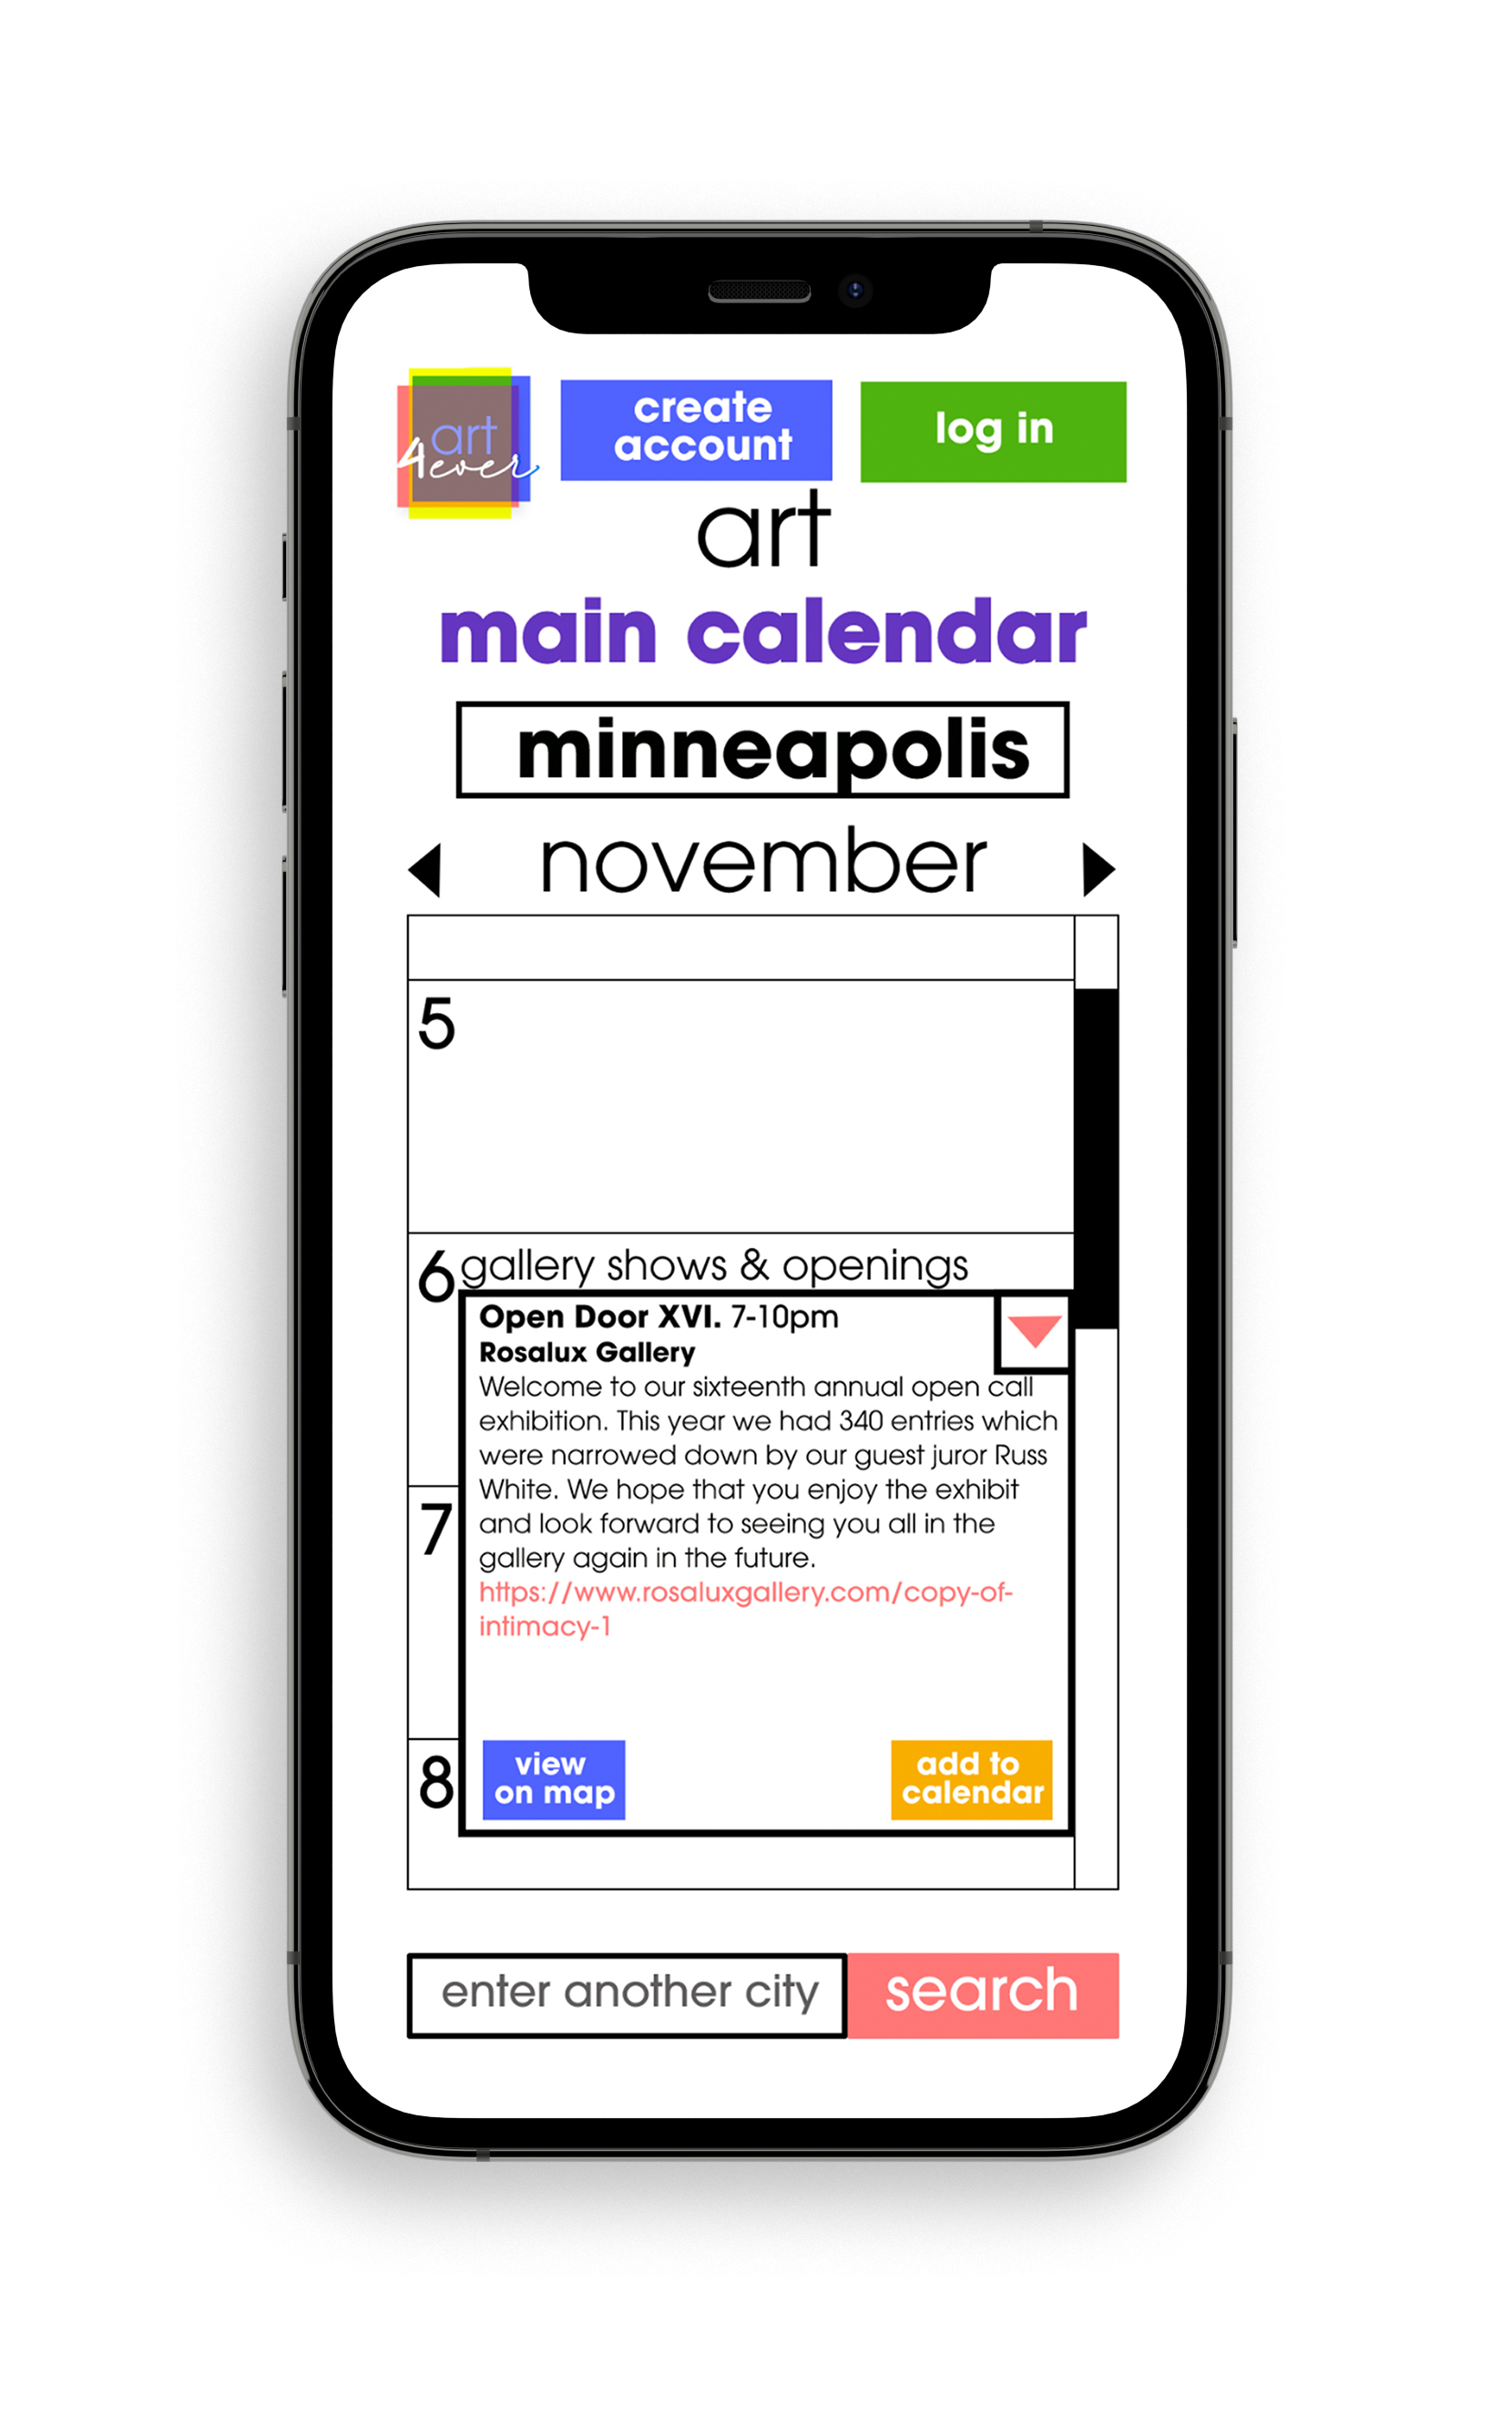 art
4ever
create
account
log in
art
main calendar
minneapolis
november
5
6
gallery shows & openings
Open Door XVI. 7-10pm
Rosalux Gallery
Welcome to our sixteenth annual open call
exhibition. This year we had 340 entries which
were narrowed down by our guest juror Russ
White. We hope that you enjoy the exhibit
and look forward to seeing you all in the
gallery again in the future.
https://www.rosaluxgallery.com/copy-of-
intimacy-1
7
8
view
on map
add to
calendar
enter another city
search